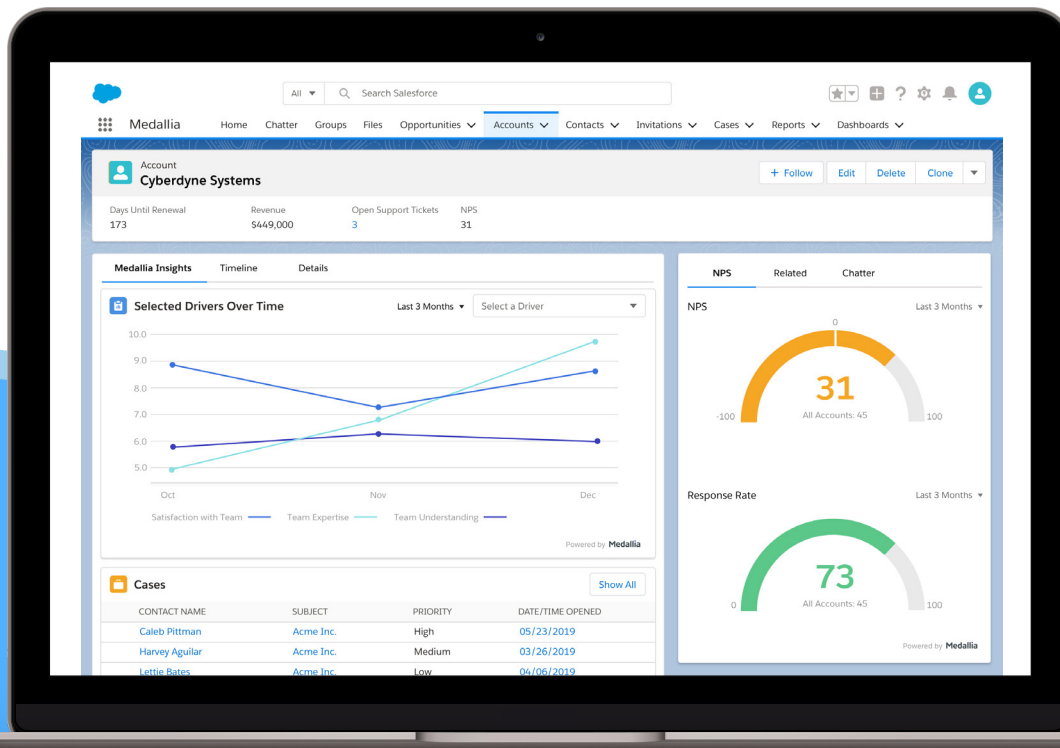 All
Search Salesforce
Medallia Home Chatter Groups Files Opportunities Accounts Contacts Invitations Cases Reports Dashboards
Account
Cyberdyne Systems
+ Follow Edit Delete Clone
Days Until Renewal Revenue Open Support Tickets NPS
173 $449,000 3 31
Medallia Insights Timeline Details
Selected Drivers Over Time Last 3 Months Select a Driver
10.0
9.0
8.0
7.0
6.0
5.0
Oct Nov Dec
Satisfaction with Team Team Expertise Team Understanding
Powered by Medallia
Cases Show All
CONTACT NAME SUBJECT PRIORITY DATE/TIME OPENED
Caleb Pittman Acme Inc. High 05/23/2019
Harvey Aguilar Acme Inc. Medium 03/26/2019
Lettie Bates Acme Inc. Low 04/06/2019
NPS Related Chatter
NPS Last 3 Months
0
31
-100 All Accounts: 45 100
Response Rate Last 3 Months
73
0 All Accounts: 45 100
Powered by Medallia